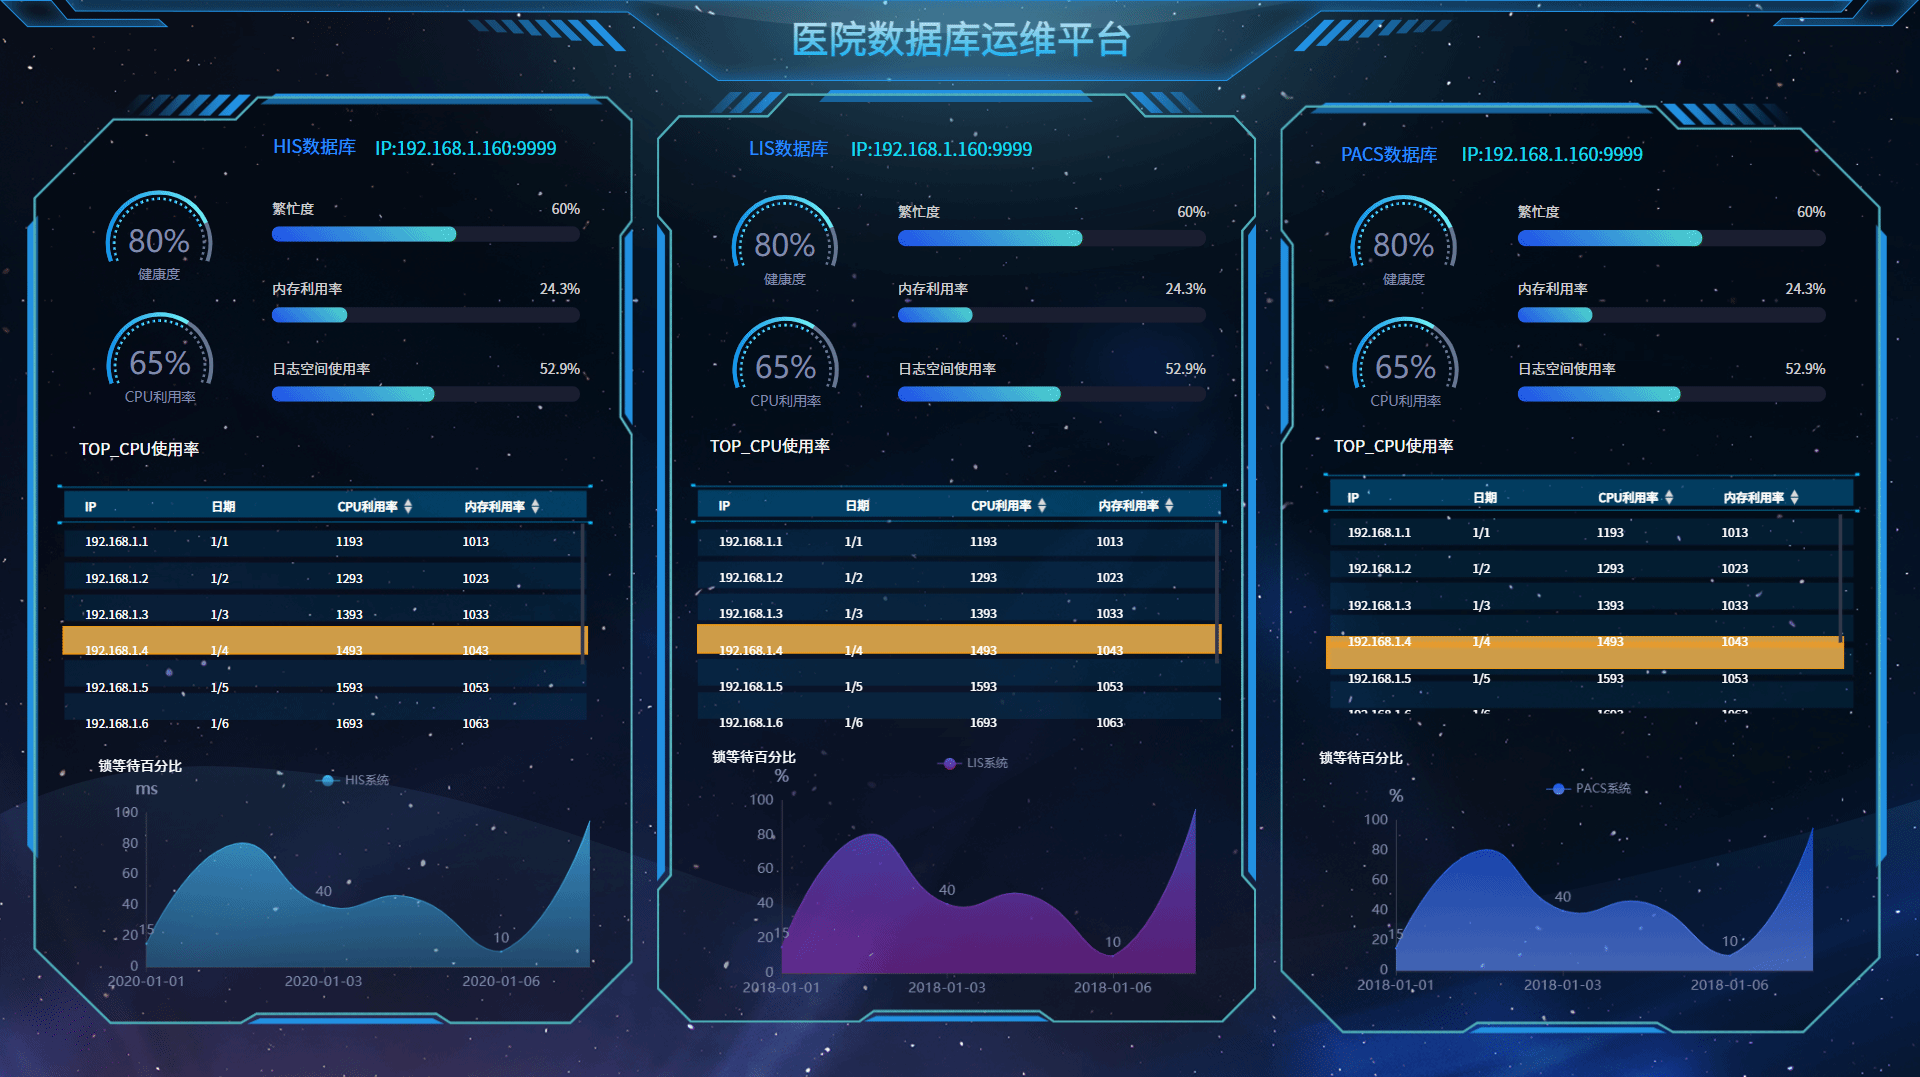 医院数据库运维平台
HIS数据库 IP:192.168.1.160:9999
80%
健康度
65%
CPU利用率
繁忙度 60%
内存利用率 24.3%
日志空间使用率 52.9%
TOP_CPU使用率
IP 日期 CPU利用率 内存利用率
192.168.1.1 1/1 1193 1013
192.168.1.2 1/2 1293 1023
192.168.1.3 1/3 1393 1033
192.168.1.4 1/4 1493 1043
192.168.1.5 1/5 1593 1053
192.168.1.6 1/6 1693 1063
锁等待百分比
HIS系统
ms
100
80
60
40
20
0
15
40
10
2020-01-01 2020-01-03 2020-01-06
LIS数据库 IP:192.168.1.160:9999
80%
健康度
65%
CPU利用率
繁忙度 60%
内存利用率 24.3%
日志空间使用率 52.9%
TOP_CPU使用率
IP 日期 CPU利用率 内存利用率
192.168.1.1 1/1 1193 1013
192.168.1.2 1/2 1293 1023
192.168.1.3 1/3 1393 1033
192.168.1.4 1/4 1493 1043
192.168.1.5 1/5 1593 1053
192.168.1.6 1/6 1693 1063
锁等待百分比
LIS系统
%
100
80
60
40
20
0
15
40
10
2018-01-01 2018-01-03 2018-01-06
PACS数据库 IP:192.168.1.160:9999
80%
健康度
65%
CPU利用率
繁忙度 60%
内存利用率 24.3%
日志空间使用率 52.9%
TOP_CPU使用率
IP 日期 CPU利用率 内存利用率
192.168.1.1 1/1 1193 1013
192.168.1.2 1/2 1293 1023
192.168.1.3 1/3 1393 1033
192.168.1.4 1/4 1493 1043
192.168.1.5 1/5 1593 1053
192.168.1.6 1/6 1693 1063
锁等待百分比
PACS系统
%
100
80
60
40
20
0
15
40
10
2018-01-01 2018-01-03 2018-01-06